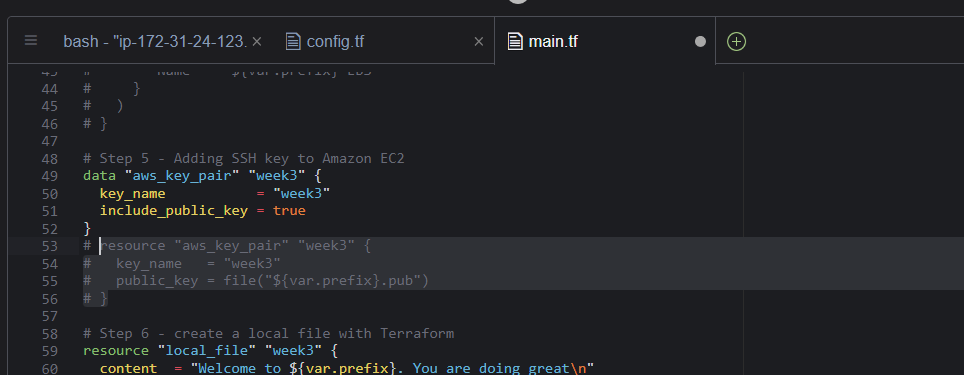 bash - "ip-172-31-24-123. × config.tf × main.tf
44 #     }
45 #   )
46 # }
47
48 # Step 5 - Adding SSH key to Amazon EC2
49 data "aws_key_pair" "week3" {
50   key_name           = "week3"
51   include_public_key = true
52 }
53 # resource "aws_key_pair" "week3" {
54 #   key_name   = "week3"
55 #   public_key = file("${var.prefix}.pub")
56 # }
57
58 # Step 6 - create a local file with Terraform
59 resource "local_file" "week3" {
60   content  = "Welcome to ${var.prefix}. You are doing great\n"